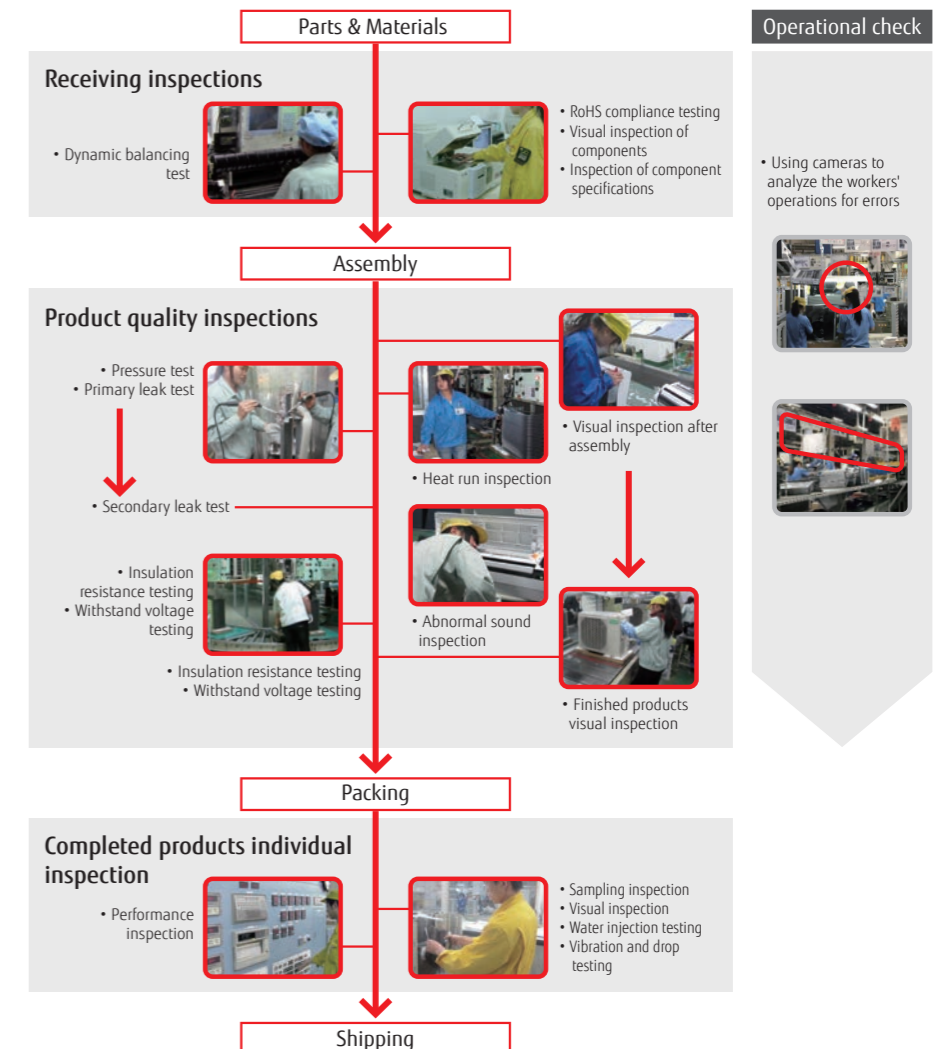 Parts & Materials
Operational check
Receiving inspections
• Dynamic balancing
test
• RoHS compliance testing
• Visual inspection of
components
• Inspection of component
specifications
• Using cameras to
analyze the workers'
operations for errors
Assembly
Product quality inspections
• Pressure test
• Primary leak test
• Secondary leak test
• Heat run inspection
• Visual inspection after
assembly
• Insulation
resistance testing
• Withstand voltage
testing
• Insulation resistance testing
• Withstand voltage testing
• Abnormal sound
inspection
• Finished products
visual inspection
Packing
Completed products individual
inspection
• Performance
inspection
• Sampling inspection
• Visual inspection
• Water injection testing
• Vibration and drop
testing
Shipping